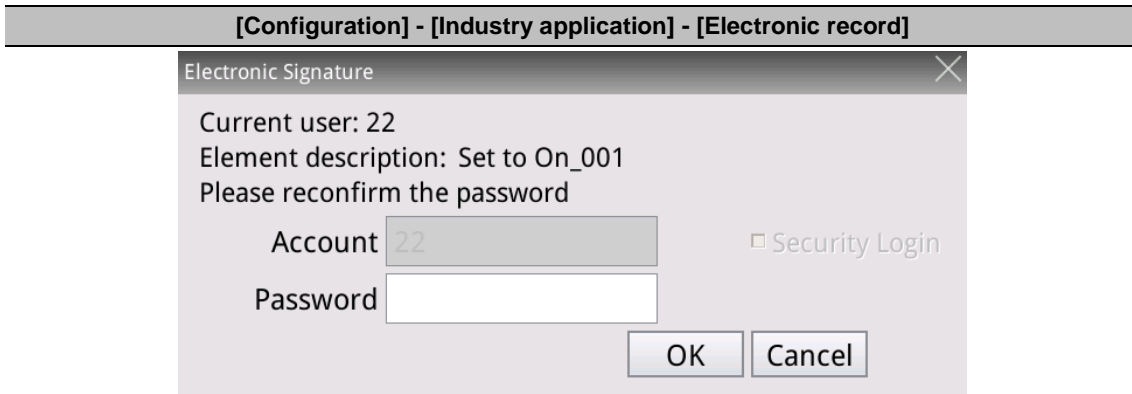 [Configuration] - [Industry application] - [Electronic record]
Electronic Signature
Current user: 22
Element description: Set to On_001
Please reconfirm the password
Account 22 Security Login
Password
OK Cancel